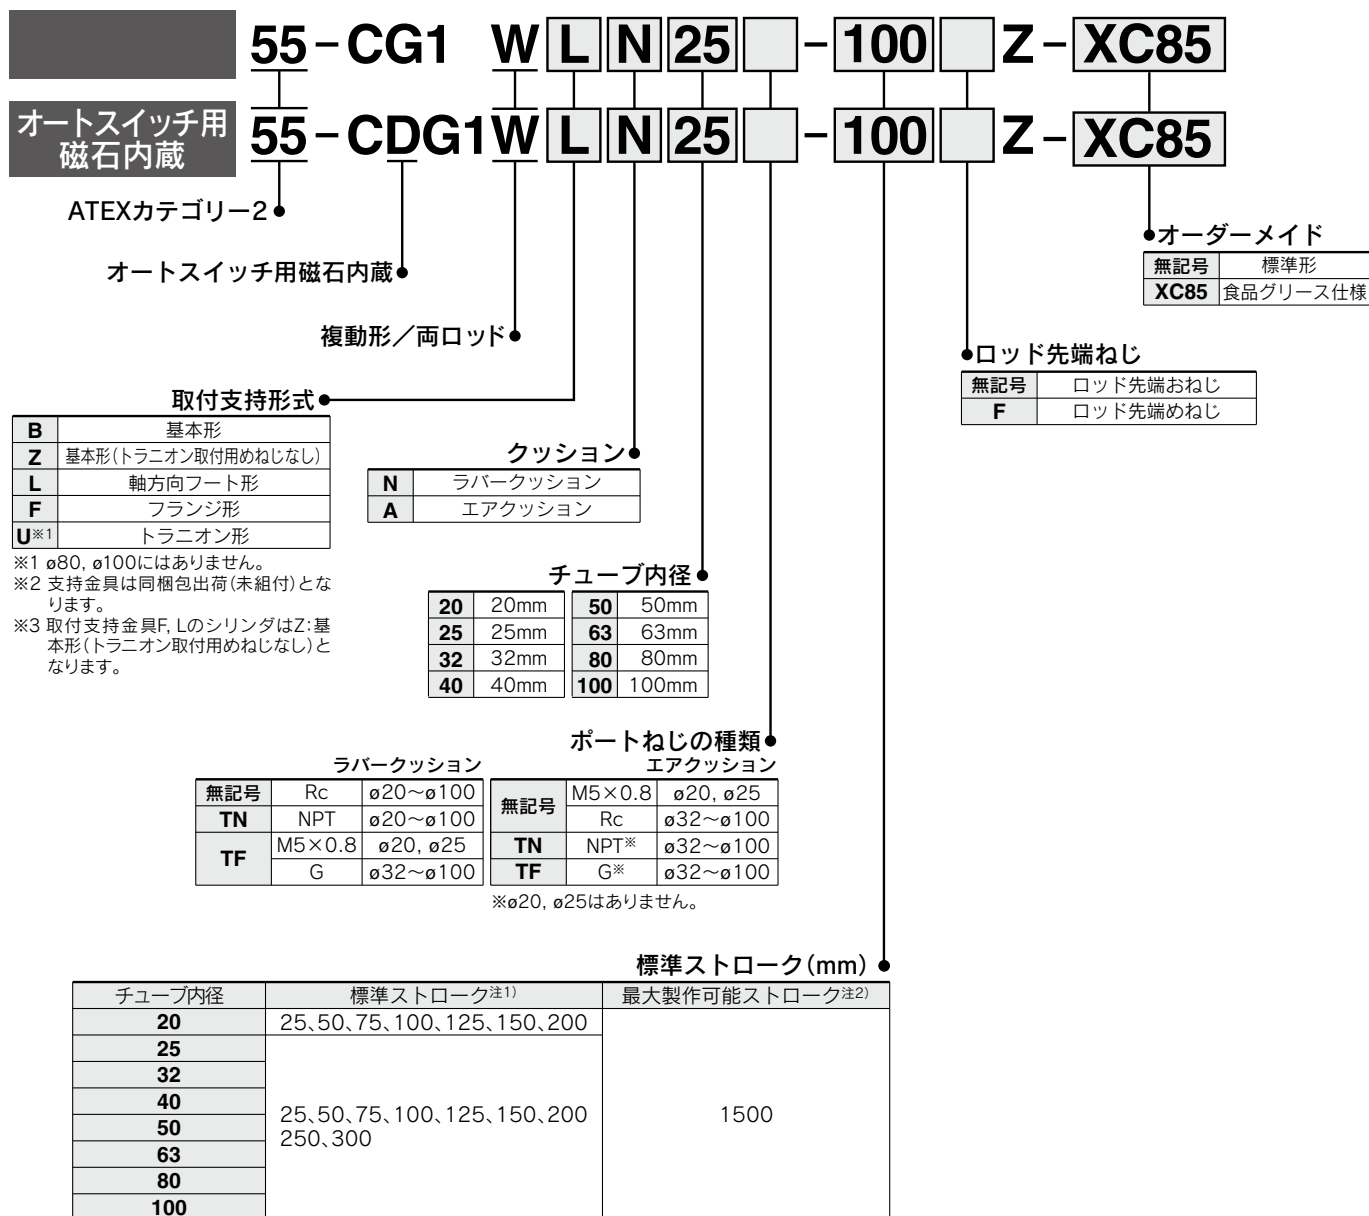 55-CG1 W L N 25 - 100 Z - XC85
オートスイッチ用
磁石内蔵
55-CDG1W L N 25 - 100 Z - XC85
ATEXカテゴリー2
オートスイッチ用磁石内蔵
複動形／両ロッド
オーダーメイド
無記号 標準形
XC85 食品グリース仕様
ロッド先端ねじ
無記号 ロッド先端おねじ
F ロッド先端めねじ
取付支持形式
B 基本形
Z 基本形(トラニオン取付用めねじなし)
L 軸方向フート形
F フランジ形
U※1 トラニオン形
※1 ø80, ø100にはありません。
※2 支持金具は同梱包出荷(未組付)とな
ります。
※3 取付支持金具F, LのシリンダはZ:基
本形(トラニオン取付用めねじなし)と
なります。
クッション
N ラバークッション
A エアクッション
チューブ内径
20 20mm 50 50mm
25 25mm 63 63mm
32 32mm 80 80mm
40 40mm 100 100mm
ポートねじの種類
ラバークッション
無記号 Rc ø20～ø100
TN NPT ø20～ø100
TF M5×0.8 ø20, ø25
G ø32～ø100
エアクッション
無記号 M5×0.8 ø20, ø25
Rc ø32～ø100
TN NPT※ ø32～ø100
TF G※ ø32～ø100
※ø20, ø25はありません。
標準ストローク(mm)
チューブ内径 標準ストローク注1) 最大製作可能ストローク注2)
20 25、50、75、100、125、150、200
25
32
40
50
63
80
100
25、50、75、100、125、150、200
250、300
1500